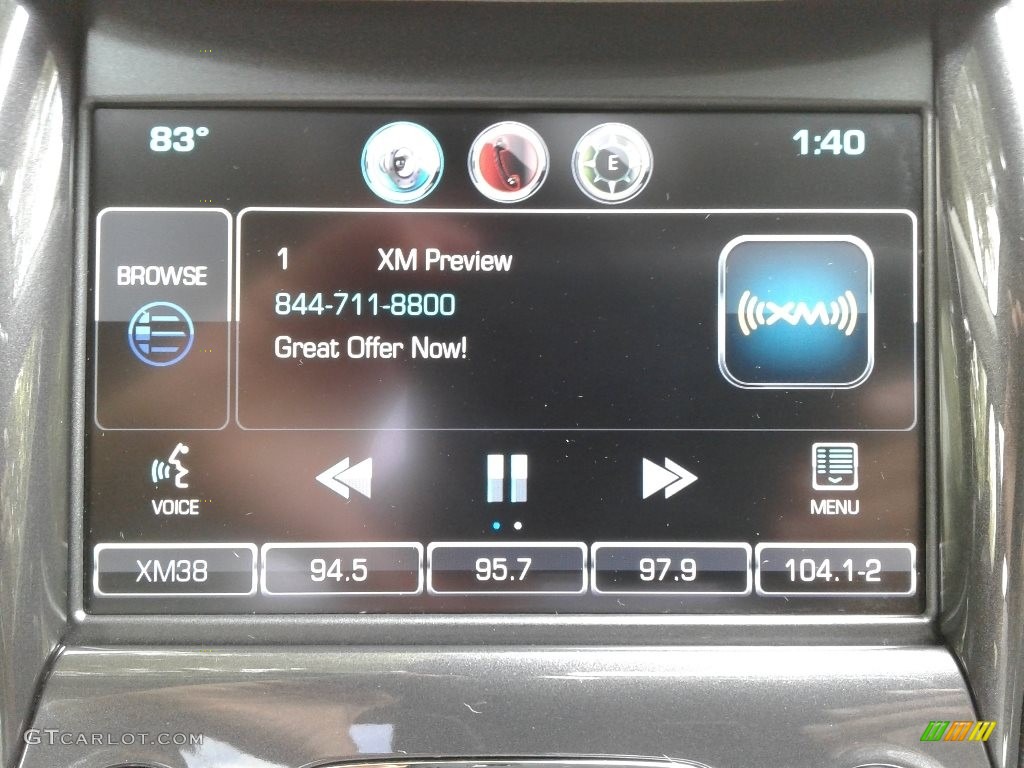 83° E 1:40
BROWSE
1 XM Preview
844-711-8800
Great Offer Now!
((XM))
VOICE
MENU
XM38 94.5 95.7 97.9 104.1-2
GTCARLOT.COM